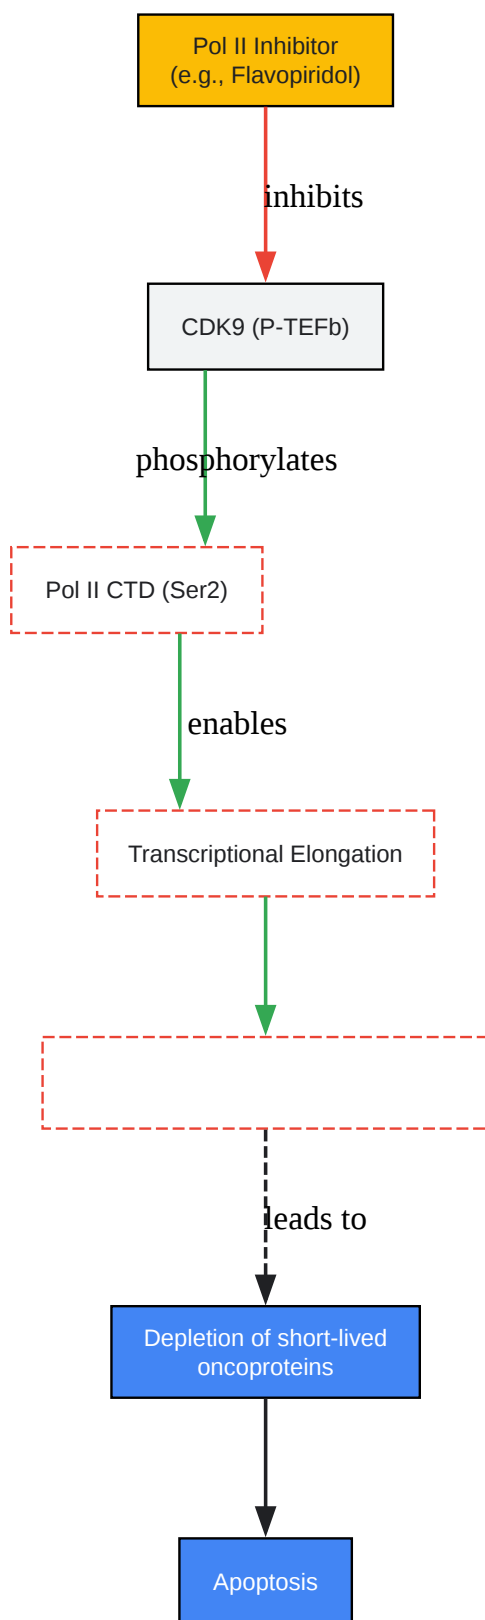 Pol II Inhibitor
(e.g., Flavopiridol)
inhibits
CDK9 (P-TEFb)
phosphorylates
Pol II CTD (Ser2)
enables
Transcriptional Elongation
leads to
Depletion of short-lived
oncoproteins
Apoptosis